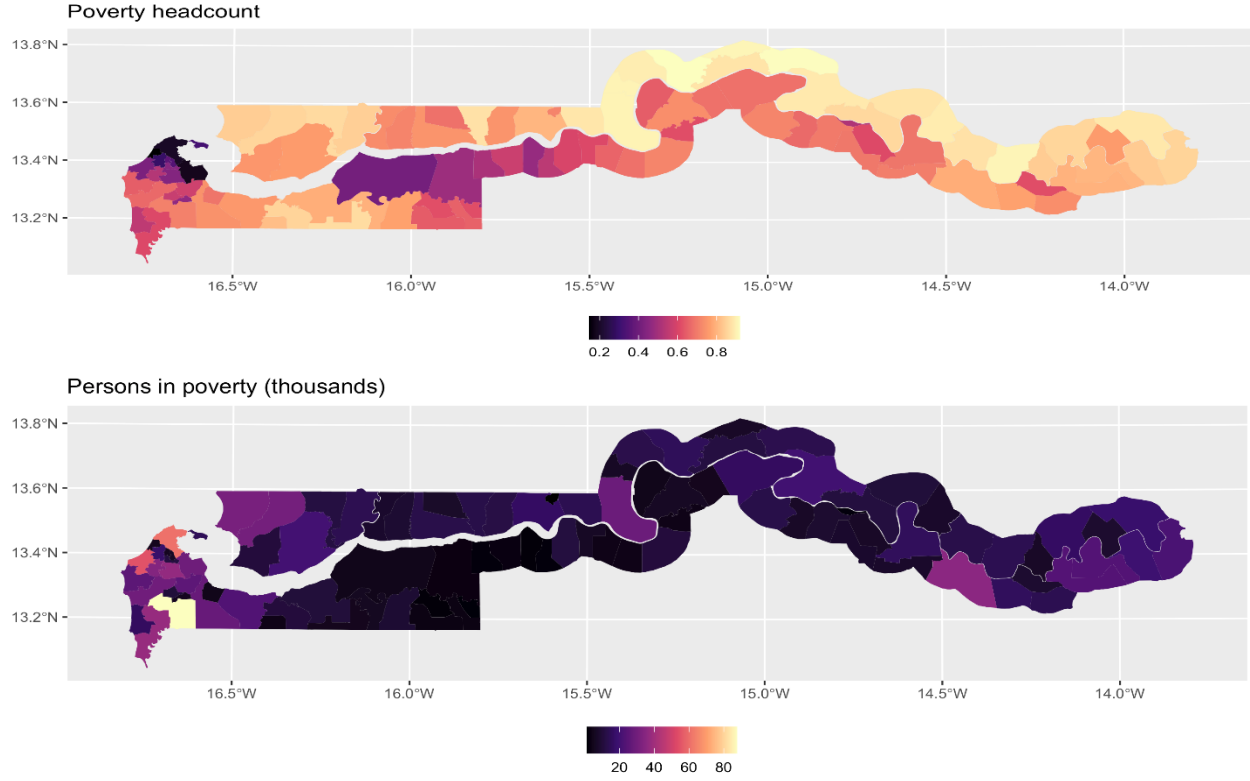 Poverty headcount
13.8°N
13.6°N
13.4°N
13.2°N
16.5°W 16.0°W 15.5°W 15.0°W 14.5°W 14.0°W
0.2 0.4 0.6 0.8
Persons in poverty (thousands)
13.8°N
13.6°N
13.4°N
13.2°N
16.5°W 16.0°W 15.5°W 15.0°W 14.5°W 14.0°W
20 40 60 80